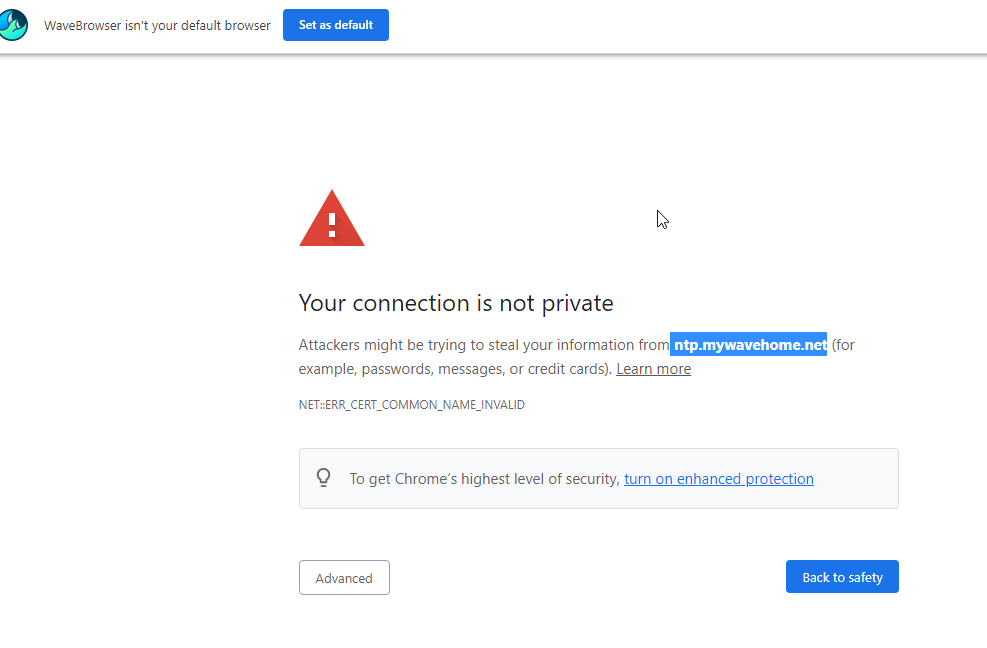 WaveBrowser isn't your default browser Set as default
Your connection is not private
Attackers might be trying to steal your information from ntp.mywavehome.net (for
example, passwords, messages, or credit cards). Learn more
NET::ERR_CERT_COMMON_NAME_INVALID
To get Chrome's highest level of security, turn on enhanced protection
Advanced Back to safety